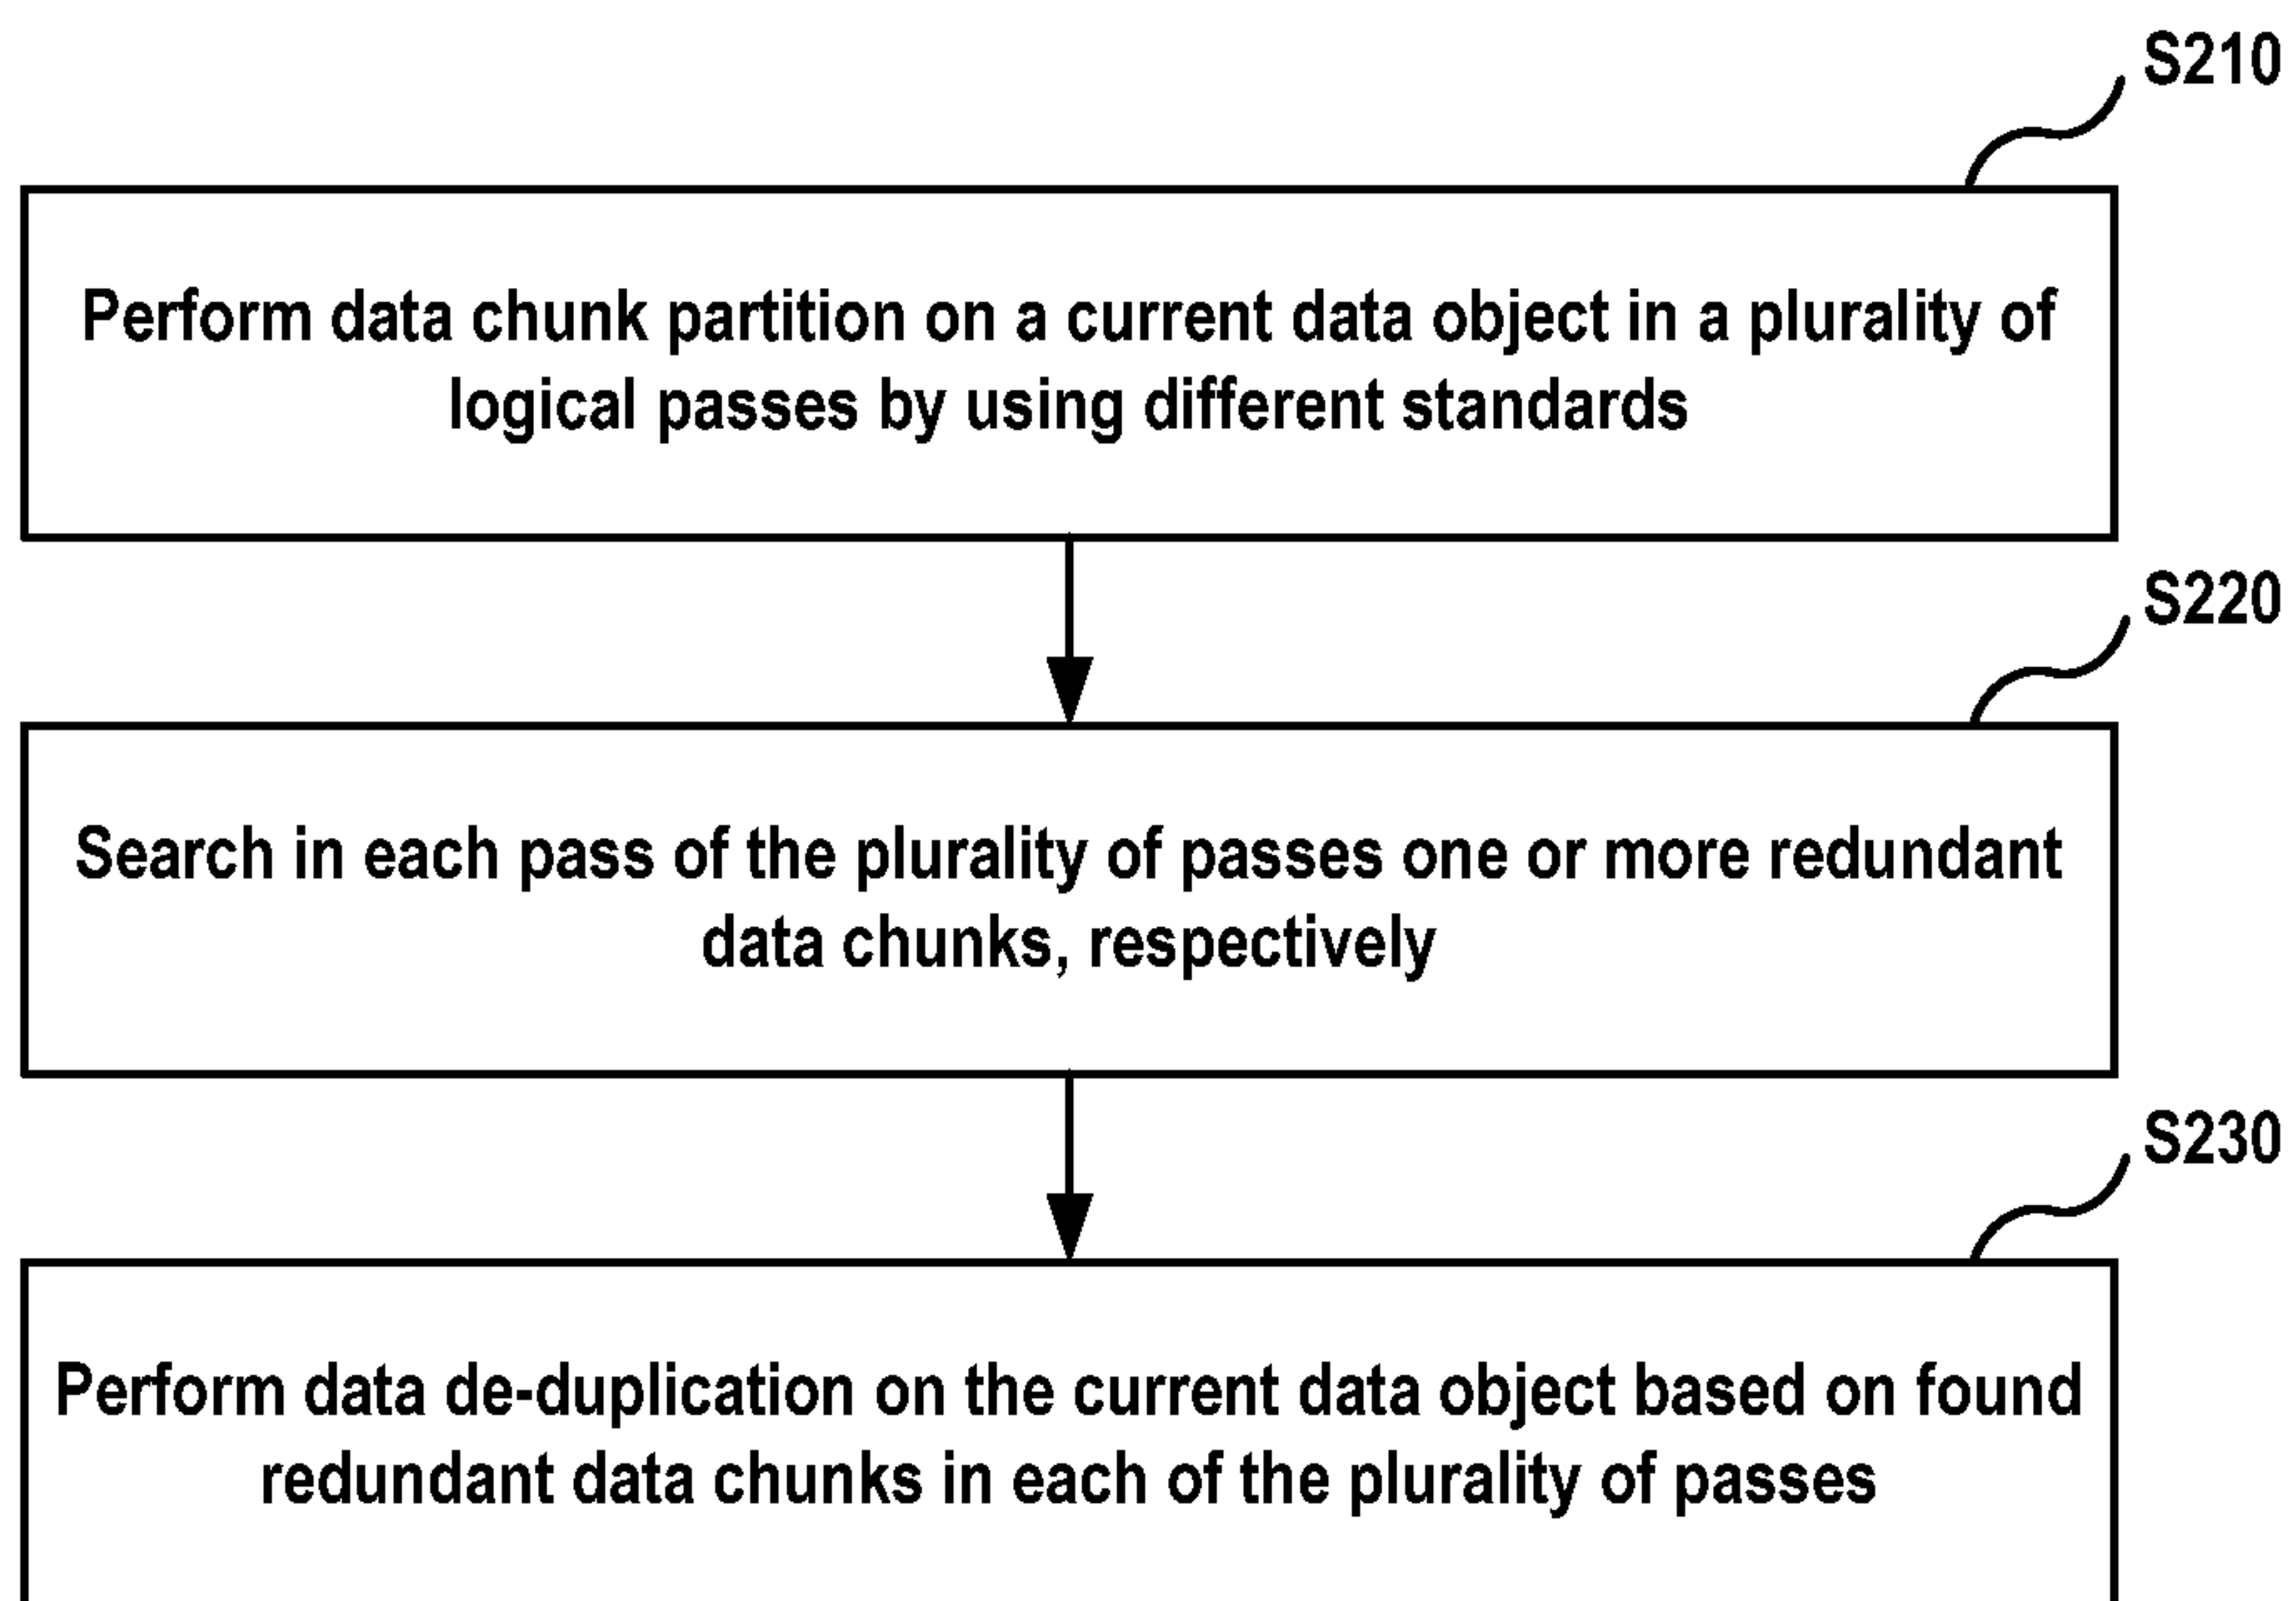 S210
Perform data chunk partition on a current data object in a plurality of
logical passes by using different standards
S220
Search in each pass of the plurality of passes one or more redundant
data chunks, respectively
S230
Perform data de-duplication on the current data object based on found
redundant data chunks in each of the plurality of passes